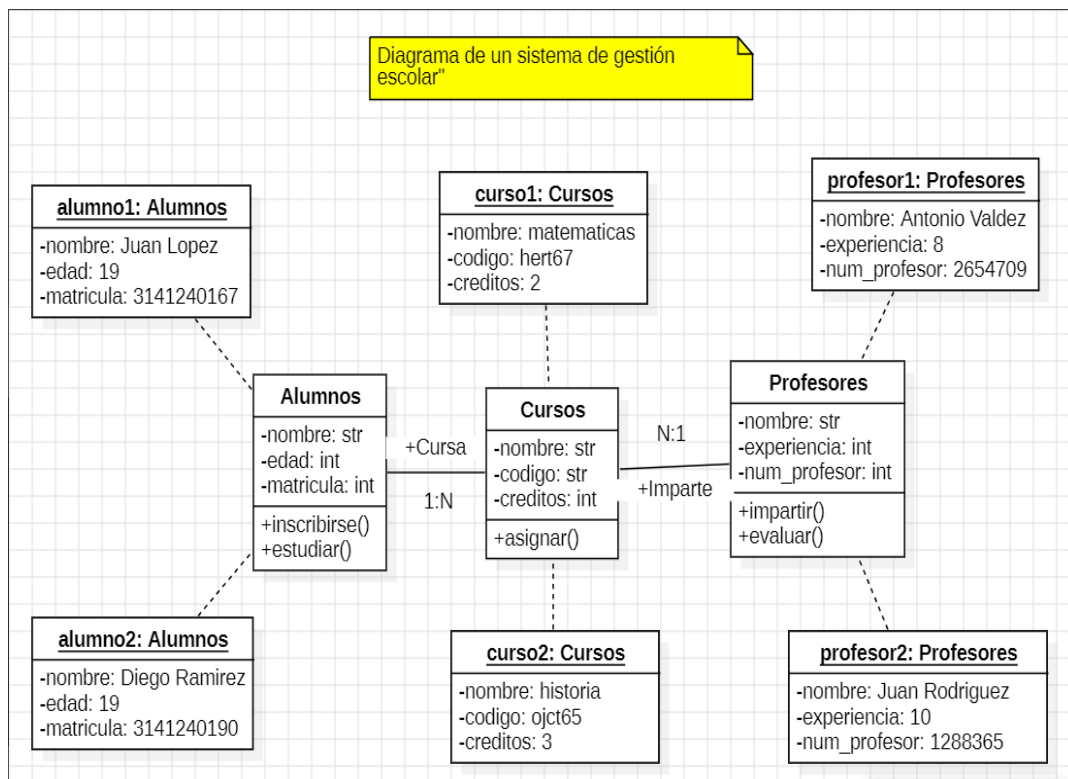 Diagrama de un sistema de gestión
escolar"
alumno1: Alumnos
-nombre: Juan Lopez
-edad: 19
-matricula: 3141240167
curso1: Cursos
-nombre: matematicas
-codigo: hert67
-creditos: 2
profesor1: Profesores
-nombre: Antonio Valdez
-experiencia: 8
-num_profesor: 2654709
Alumnos
-nombre: str
-edad: int
-matricula: int
+inscribirse()
+estudiar()
+Cursa
1:N
Cursos
-nombre: str
-codigo: str
-creditos: int
+asignar()
N:1
+Imparte
Profesores
-nombre: str
-experiencia: int
-num_profesor: int
+impartir()
+evaluar()
alumno2: Alumnos
-nombre: Diego Ramirez
-edad: 19
-matricula: 3141240190
curso2: Cursos
-nombre: historia
-codigo: ojct65
-creditos: 3
profesor2: Profesores
-nombre: Juan Rodriguez
-experiencia: 10
-num_profesor: 1288365